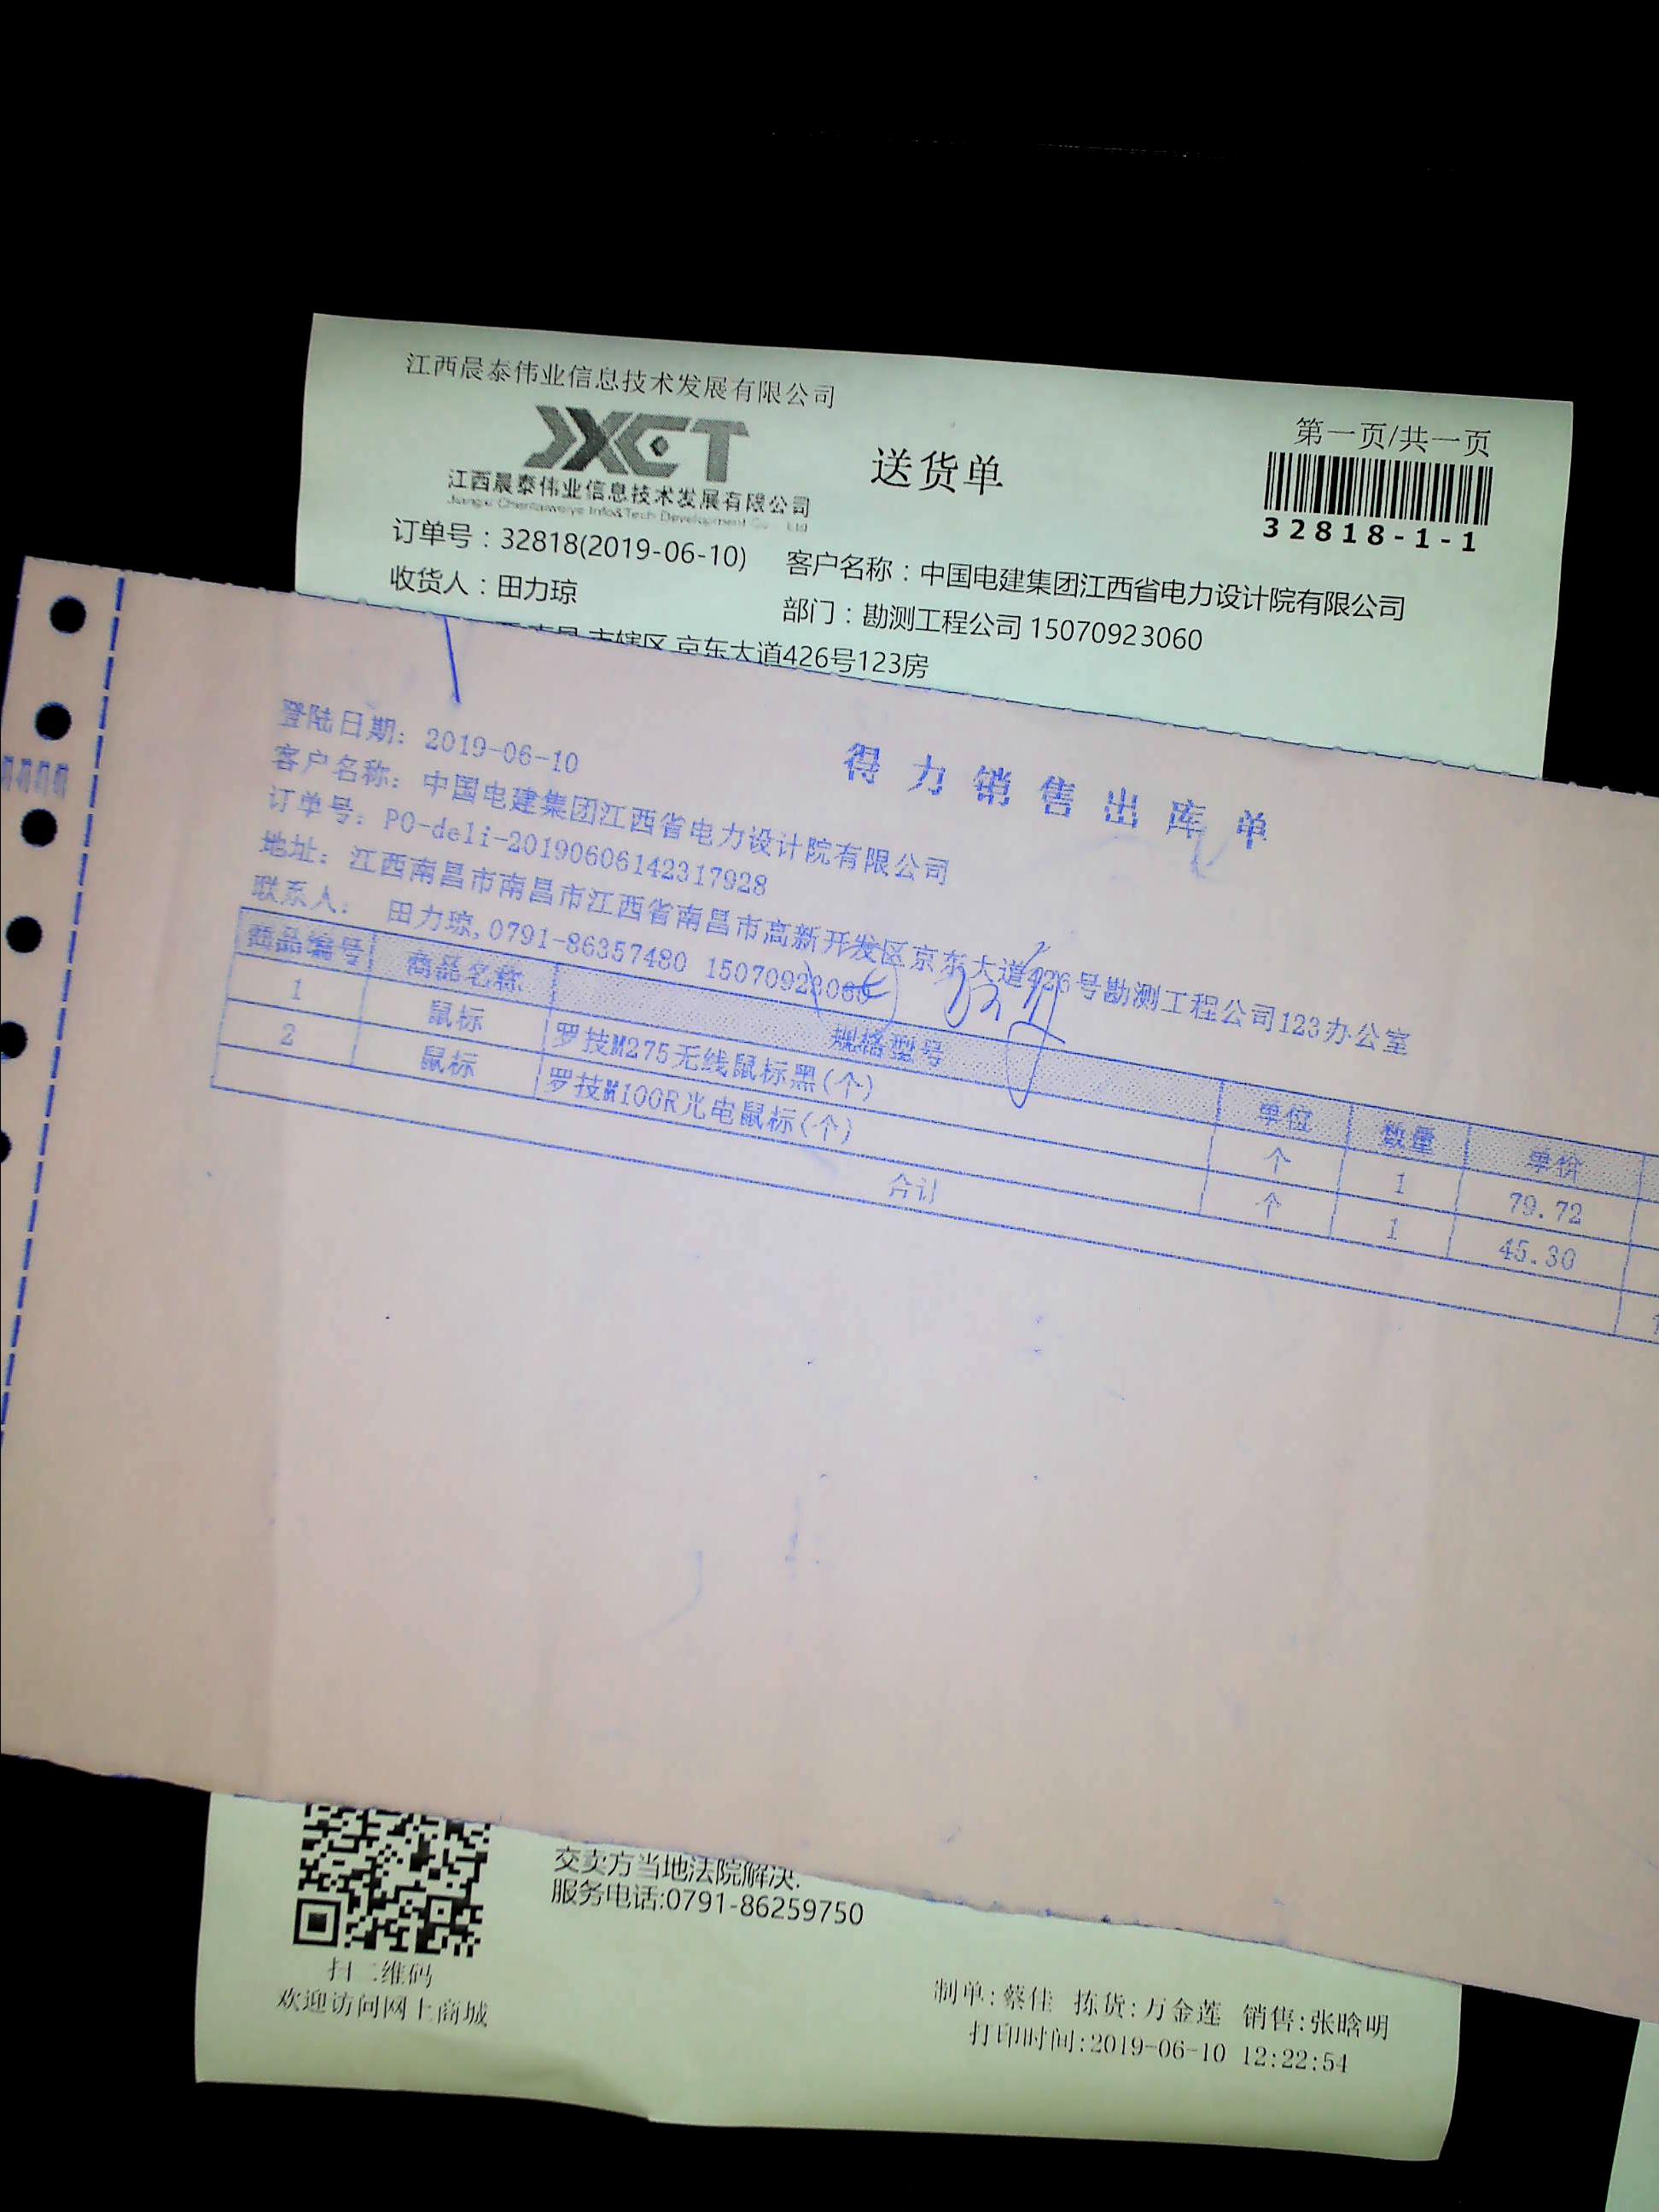 江西晨泰伟业信息技术发展有限公司
第一页/共一页
JXCT
送货单
江西晨泰伟业信息技术发展有限公司
Jiangxi Chentaiweiye Info&Tech Development Co., Ltd
32818-1-1
订单号：32818(2019-06-10) 客户名称：中国电建集团江西省电力设计院有限公司
收货人：田力琼 部门：勘测工程公司 15070923060
市辖区 京东大道426号123房
得力销售出库单
登陆日期：2019-06-10
客户名称：中国电建集团江西省电力设计院有限公司
订单号：PO-deli-20190606142317928
地址：江西南昌市南昌市江西省南昌市高新开发区京东大道426号勘测工程公司123办公室
联系人： 田力琼,0791-86357480 15070923060
商品编号 商品名称 规格型号 单位 数量 单价
1 鼠标 罗技M275无线鼠标黑(个) 个 1 79.72
2 鼠标 罗技M100R光电鼠标(个) 个 1 45.30
合计
交卖方当地法院解决.
服务电话:0791-86259750
扫二维码
欢迎访问网上商城
制单:蔡佳 拣货:万金莲 销售:张晗明
打印时间:2019-06-10 12:22:54